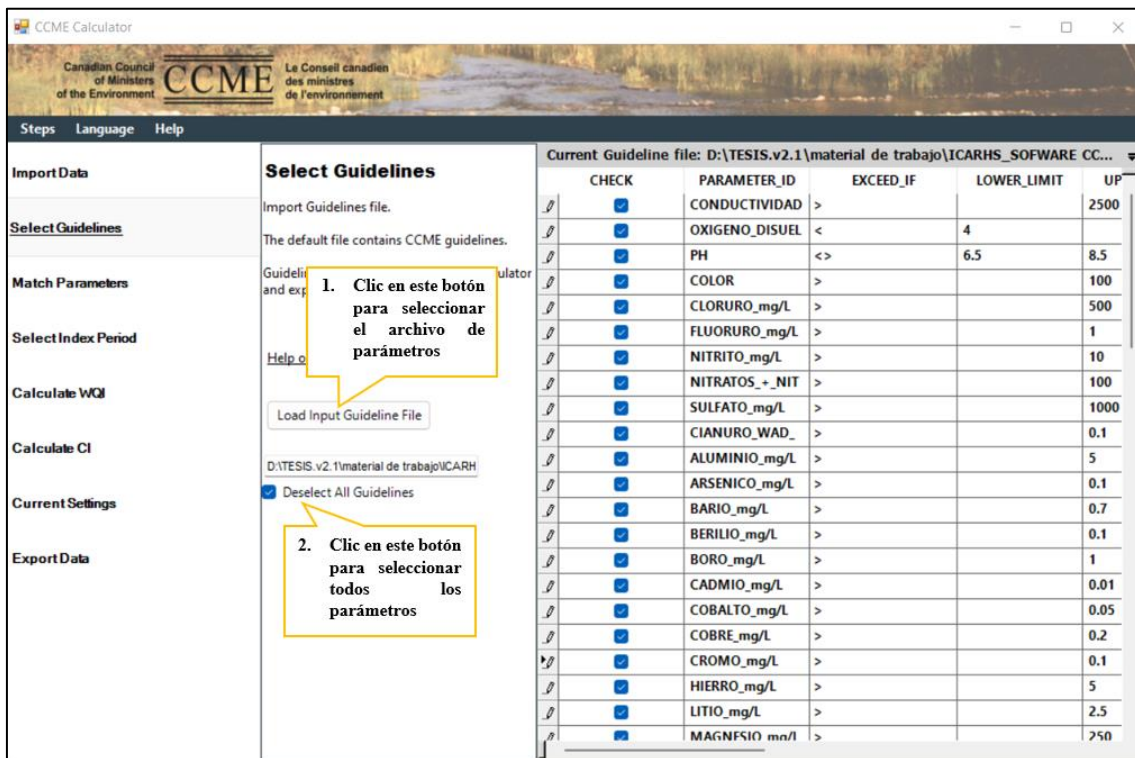 CCME Calculator
Canadian Council
of Ministers
of the Environment
CCME
Le Conseil canadien
des ministres
de l'environnement
Steps Language Help
Import Data
Select Guidelines
Match Parameters
Select Index Period
Calculate WQI
Calculate CI
Current Settings
Export Data
Select Guidelines
Import Guidelines file.
The default file contains CCME guidelines.
ulator
and exp
1. Clic en este botón
para seleccionar
el archivo de
parámetros
Help o
Load Input Guideline File
D:\TESIS.v2.1\material de trabajo\ICARH
Deselect All Guidelines
2. Clic en este botón
para seleccionar
todos los
parámetros
Current Guideline file: D:\TESIS.v2.1\material de trabajo\ICARHS_SOFWARE CC...
CHECK PARAMETER_ID EXCEED_IF LOWER_LIMIT UP
CONDUCTIVIDAD > 2500
OXIGENO_DISUEL < 4
PH <> 6.5 8.5
COLOR > 100
CLORURO_mg/L > 500
FLUORURO_mg/L > 1
NITRITO_mg/L > 10
NITRATOS_+_NIT > 100
SULFATO_mg/L > 1000
CIANURO_WAD_ > 0.1
ALUMINIO_mg/L > 5
ARSENICO_mg/L > 0.1
BARIO_mg/L > 0.7
BERILIO_mg/L > 0.1
BORO_mg/L > 1
CADMIO_mg/L > 0.01
COBALTO_mg/L > 0.05
COBRE_mg/L > 0.2
CROMO_mg/L > 0.1
HIERRO_mg/L > 5
LITIO_mg/L > 2.5
MAGNESIO_mg/l > 250